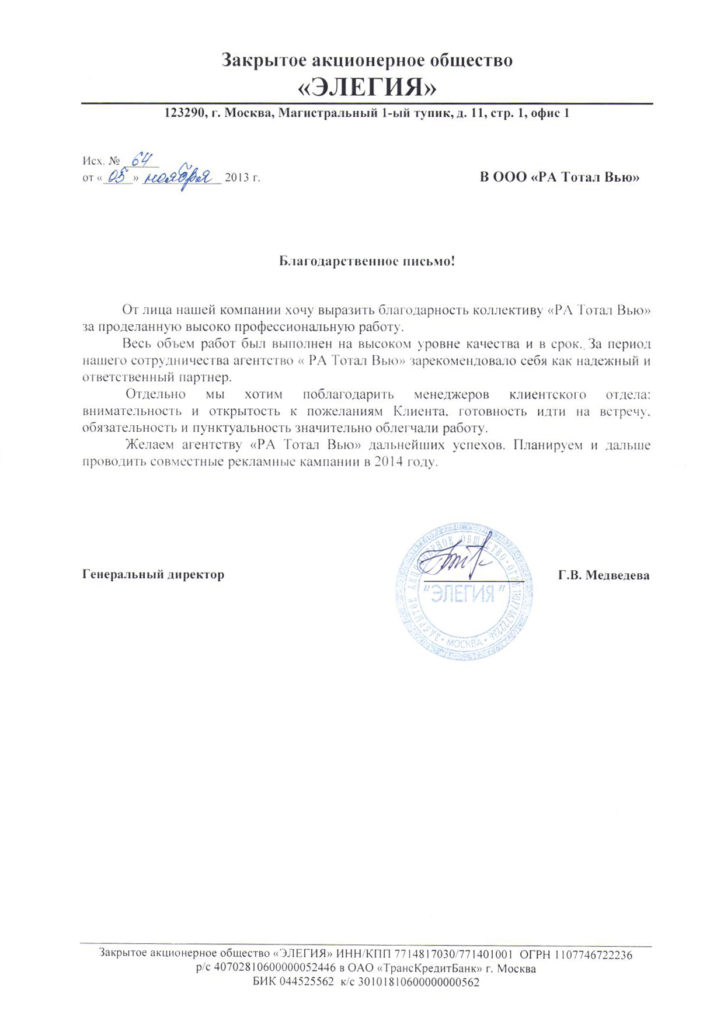 Закрытое акционерное общество
«ЭЛЕГИЯ»
123290, г. Москва, Магистральный 1-ый тупик, д. 11, стр. 1, офис 1
Исх. № 64
от «05» ноября 2013 г.
В ООО «РА Тотал Вью»
Благодарственное письмо!
От лица нашей компании хочу выразить благодарность коллективу «РА Тотал Вью»
за проделанную высоко профессиональную работу.
Весь объем работ был выполнен на высоком уровне качества и в срок. За период
нашего сотрудничества агентство « РА Тотал Вью» зарекомендовало себя как надежный и
ответственный партнер.
Отдельно мы хотим поблагодарить менеджеров клиентского отдела:
внимательность и открытость к пожеланиям Клиента, готовность идти на встречу,
обязательность и пунктуальность значительно облегчали работу.
Желаем агентству «РА Тотал Вью» дальнейших успехов. Планируем и дальше
проводить совместные рекламные кампании в 2014 году.
Генеральный директор
"ЭЛЕГИЯ"
МОСКВА
Г.В. Медведева
Закрытое акционерное общество «ЭЛЕГИЯ» ИНН/КПП 7714817030/771401001 ОГРН 1107746722236
р/с 40702810600000052446 в ОАО «ТрансКредитБанк» г. Москва
БИК 044525562 к/с 30101810600000000562